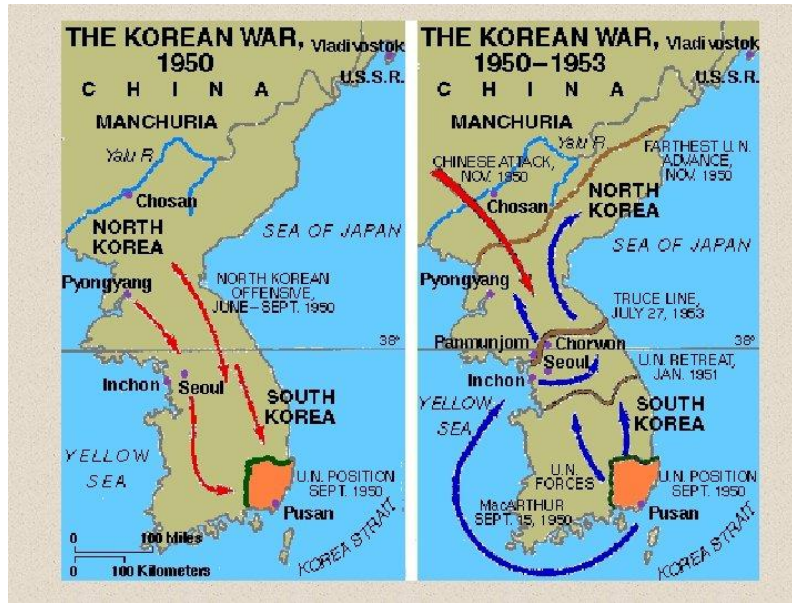 THE KOREAN WAR,
1950
Vladivostok
U.S.S.R.
C H I N A
MANCHURIA
Yalu R
Chosan
NORTH
KOREA
SEA OF JAPAN
Pyongyang
NORTH KOREAN
OFFENSIVE,
JUNE–SEPT. 1950
38°
Inchon
Seoul
SOUTH
KOREA
YELLOW
SEA
U.N. POSITION
SEPT. 1950
Pusan
0 100 Miles
0 100 Kilometers
KOREA STRAIT
THE KOREAN WAR,
1950–1953
Vladivostok
U.S.S.R.
C H I N A
MANCHURIA
Yalu R
CHINESE ATTACK,
NOV. 1950
FARTHEST U.N.
ADVANCE,
NOV. 1950
Chosan
NORTH
KOREA
SEA OF JAPAN
Pyongyang
TRUCE LINE,
JULY 27, 1953
38°
Panmunjom
Chorwon
Seoul
Inchon
U.N. RETREAT,
JAN. 1951
YELLOW
SEA
SOUTH
KOREA
U.N.
FORCES
U.N. POSITION
SEPT. 1950
MacARTHUR
SEPT. 15, 1950
Pusan
KOREA STRAIT